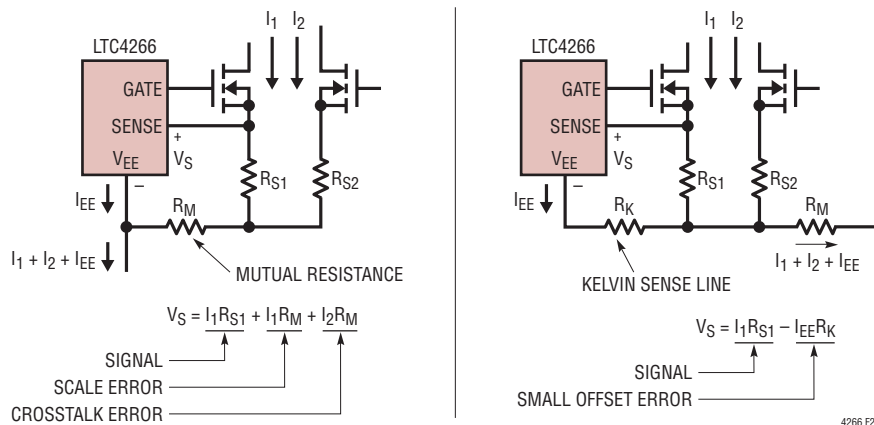 I1 I2
LTC4266
GATE
SENSE
+
VS
VEE
–
RS1
RS2
IEE
RM
I1 + I2 + IEE
MUTUAL RESISTANCE
VS = I1RS1 + I1RM + I2RM
SIGNAL
SCALE ERROR
CROSSTALK ERROR
I1 I2
LTC4266
GATE
SENSE
+
VS
VEE
–
RS1
RS2
IEE
RK
RM
I1 + I2 + IEE
KELVIN SENSE LINE
VS = I1RS1 – IEERK
SIGNAL
SMALL OFFSET ERROR